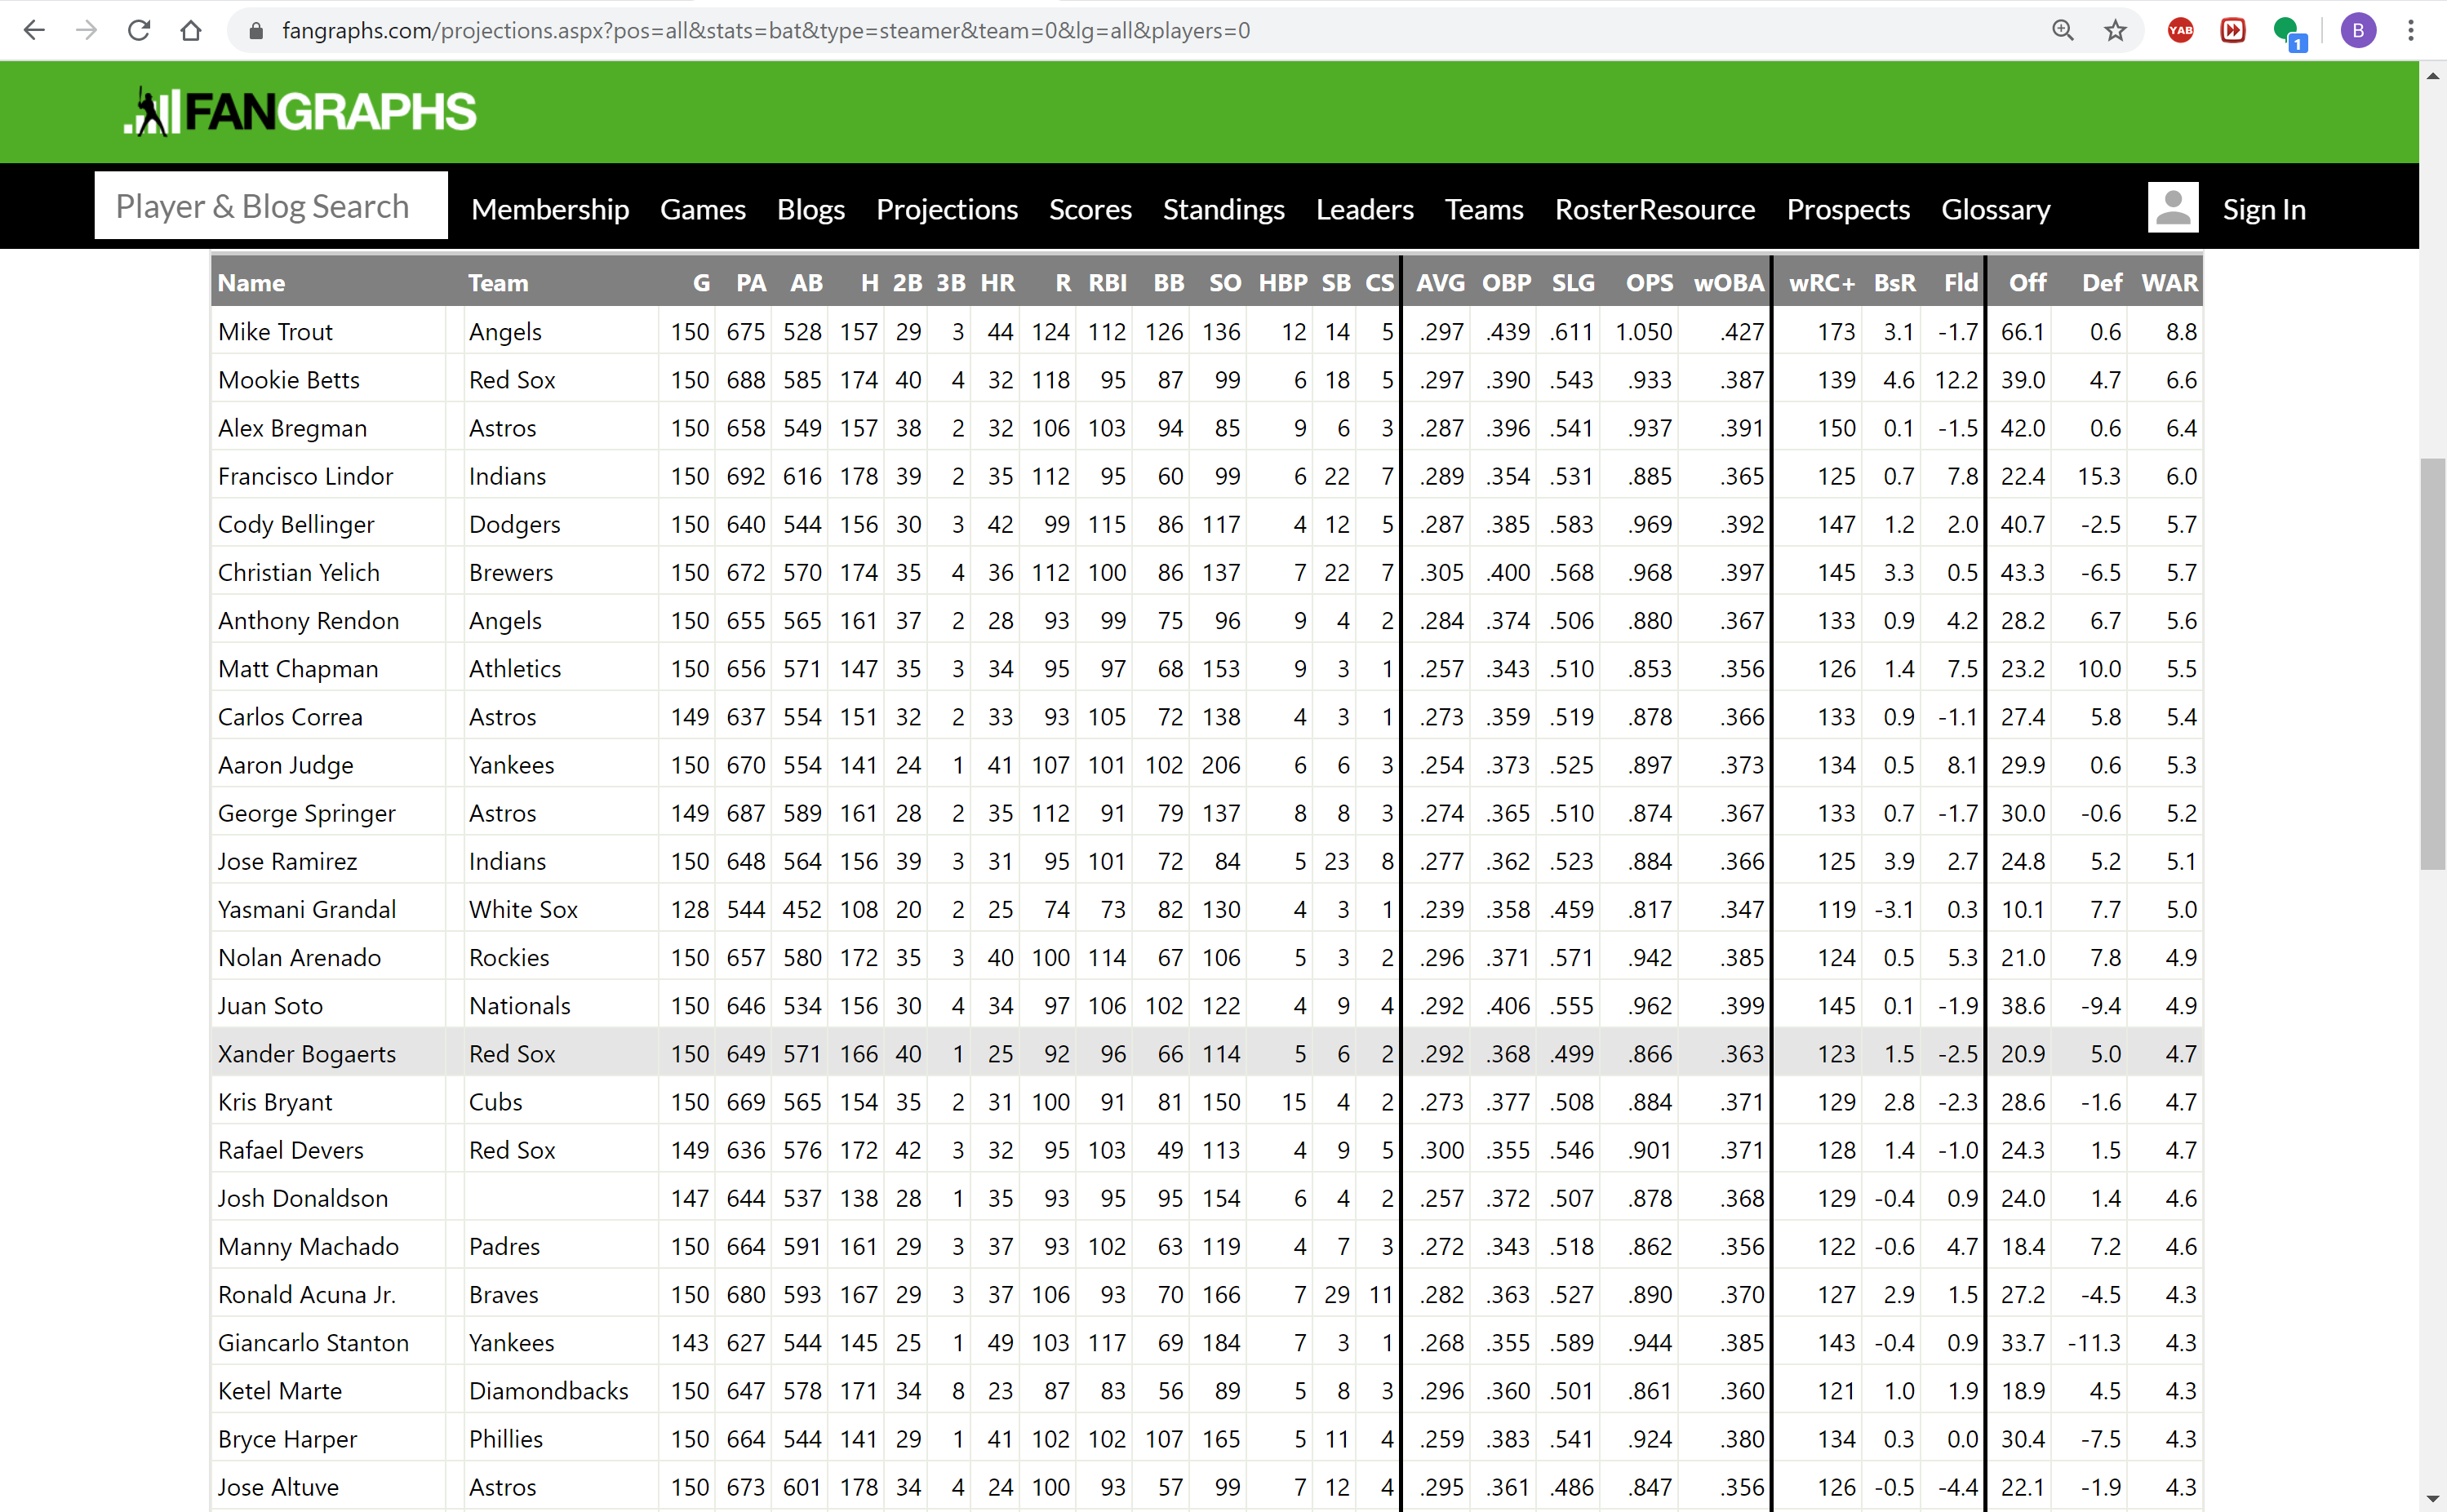 fangraphs.com/projections.aspx?pos=all&stats=bat&type=steamer&team=0&lg=all&players=0
YAB
1
B
FANGRAPHS
Player & Blog Search Membership Games Blogs Projections Scores Standings Leaders Teams RosterResource Prospects Glossary Sign In
Name Team G PA AB H 2B 3B HR R RBI BB SO HBP SB CS AVG OBP SLG OPS wOBA wRC+ BsR Fld Off Def WAR
Mike Trout Angels 150 675 528 157 29 3 44 124 112 126 136 12 14 5 .297 .439 .611 1.050 .427 173 3.1 -1.7 66.1 0.6 8.8
Mookie Betts Red Sox 150 688 585 174 40 4 32 118 95 87 99 6 18 5 .297 .390 .543 .933 .387 139 4.6 12.2 39.0 4.7 6.6
Alex Bregman Astros 150 658 549 157 38 2 32 106 103 94 85 9 6 3 .287 .396 .541 .937 .391 150 0.1 -1.5 42.0 0.6 6.4
Francisco Lindor Indians 150 692 616 178 39 2 35 112 95 60 99 6 22 7 .289 .354 .531 .885 .365 125 0.7 7.8 22.4 15.3 6.0
Cody Bellinger Dodgers 150 640 544 156 30 3 42 99 115 86 117 4 12 5 .287 .385 .583 .969 .392 147 1.2 2.0 40.7 -2.5 5.7
Christian Yelich Brewers 150 672 570 174 35 4 36 112 100 86 137 7 22 7 .305 .400 .568 .968 .397 145 3.3 0.5 43.3 -6.5 5.7
Anthony Rendon Angels 150 655 565 161 37 2 28 93 99 75 96 9 4 2 .284 .374 .506 .880 .367 133 0.9 4.2 28.2 6.7 5.6
Matt Chapman Athletics 150 656 571 147 35 3 34 95 97 68 153 9 3 1 .257 .343 .510 .853 .356 126 1.4 7.5 23.2 10.0 5.5
Carlos Correa Astros 149 637 554 151 32 2 33 93 105 72 138 4 3 1 .273 .359 .519 .878 .366 133 0.9 -1.1 27.4 5.8 5.4
Aaron Judge Yankees 150 670 554 141 24 1 41 107 101 102 206 6 6 3 .254 .373 .525 .897 .373 134 0.5 8.1 29.9 0.6 5.3
George Springer Astros 149 687 589 161 28 2 35 112 91 79 137 8 8 3 .274 .365 .510 .874 .367 133 0.7 -1.7 30.0 -0.6 5.2
Jose Ramirez Indians 150 648 564 156 39 3 31 95 101 72 84 5 23 8 .277 .362 .523 .884 .366 125 3.9 2.7 24.8 5.2 5.1
Yasmani Grandal White Sox 128 544 452 108 20 2 25 74 73 82 130 4 3 1 .239 .358 .459 .817 .347 119 -3.1 0.3 10.1 7.7 5.0
Nolan Arenado Rockies 150 657 580 172 35 3 40 100 114 67 106 5 3 2 .296 .371 .571 .942 .385 124 0.5 5.3 21.0 7.8 4.9
Juan Soto Nationals 150 646 534 156 30 4 34 97 106 102 122 4 9 4 .292 .406 .555 .962 .399 145 0.1 -1.9 38.6 -9.4 4.9
Xander Bogaerts Red Sox 150 649 571 166 40 1 25 92 96 66 114 5 6 2 .292 .368 .499 .866 .363 123 1.5 -2.5 20.9 5.0 4.7
Kris Bryant Cubs 150 669 565 154 35 2 31 100 91 81 150 15 4 2 .273 .377 .508 .884 .371 129 2.8 -2.3 28.6 -1.6 4.7
Rafael Devers Red Sox 149 636 576 172 42 3 32 95 103 49 113 4 9 5 .300 .355 .546 .901 .371 128 1.4 -1.0 24.3 1.5 4.7
Josh Donaldson 147 644 537 138 28 1 35 93 95 95 154 6 4 2 .257 .372 .507 .878 .368 129 -0.4 0.9 24.0 1.4 4.6
Manny Machado Padres 150 664 591 161 29 3 37 93 102 63 119 4 7 3 .272 .343 .518 .862 .356 122 -0.6 4.7 18.4 7.2 4.6
Ronald Acuna Jr. Braves 150 680 593 167 29 3 37 106 93 70 166 7 29 11 .282 .363 .527 .890 .370 127 2.9 1.5 27.2 -4.5 4.3
Giancarlo Stanton Yankees 143 627 544 145 25 1 49 103 117 69 184 7 3 1 .268 .355 .589 .944 .385 143 -0.4 0.9 33.7 -11.3 4.3
Ketel Marte Diamondbacks 150 647 578 171 34 8 23 87 83 56 89 5 8 3 .296 .360 .501 .861 .360 121 1.0 1.9 18.9 4.5 4.3
Bryce Harper Phillies 150 664 544 141 29 1 41 102 102 107 165 5 11 4 .259 .383 .541 .924 .380 134 0.3 0.0 30.4 -7.5 4.3
Jose Altuve Astros 150 673 601 178 34 4 24 100 93 57 99 7 12 4 .295 .361 .486 .847 .356 126 -0.5 -4.4 22.1 -1.9 4.3